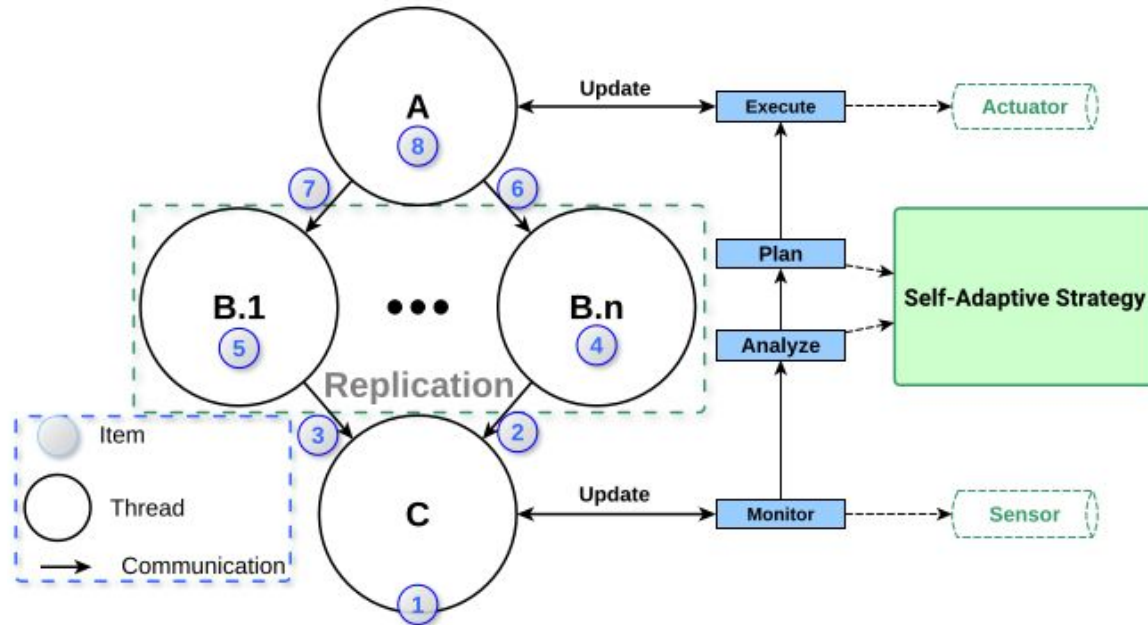 A
8
Update
Execute
Actuator
7
6
B.1
5
B.n
4
Replication
Plan
Analyze
Self-Adaptive Strategy
3
2
C
1
Update
Monitor
Sensor
Item
Thread
Communication